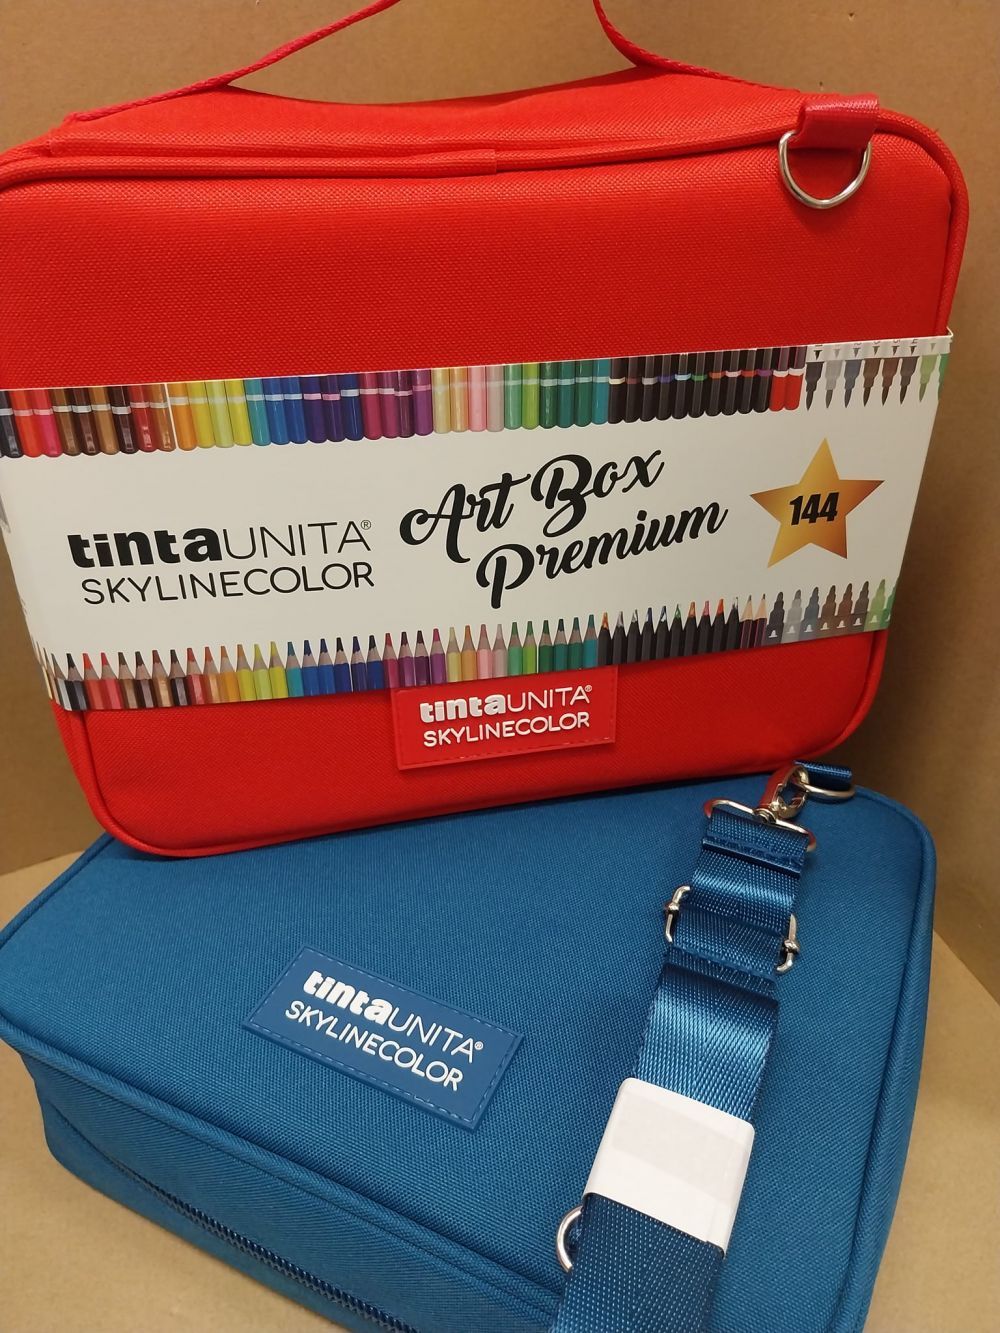 tintaUNITA®
SKYLINECOLOR
Art Box
Premium
144
tintaUNITA®
SKYLINECOLOR
tintaUNITA®
SKYLINECOLOR